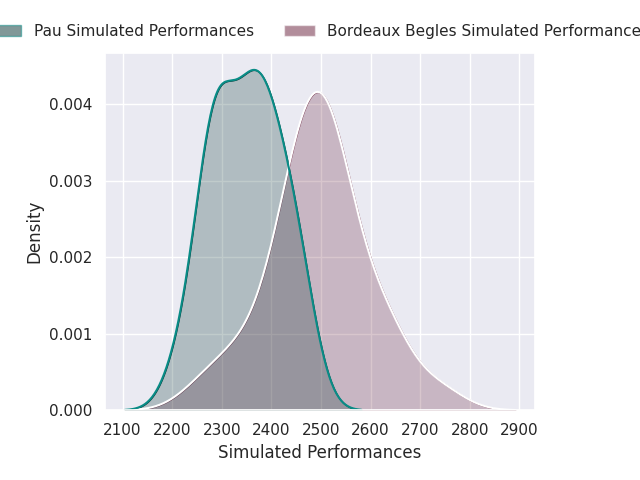 Pau Simulated Performances Bordeaux Begles Simulated Performance
0.004
0.003
0.002
0.001
0.000
Density
2100 2200 2300 2400 2500 2600 2700 2800 2900
Simulated Performances